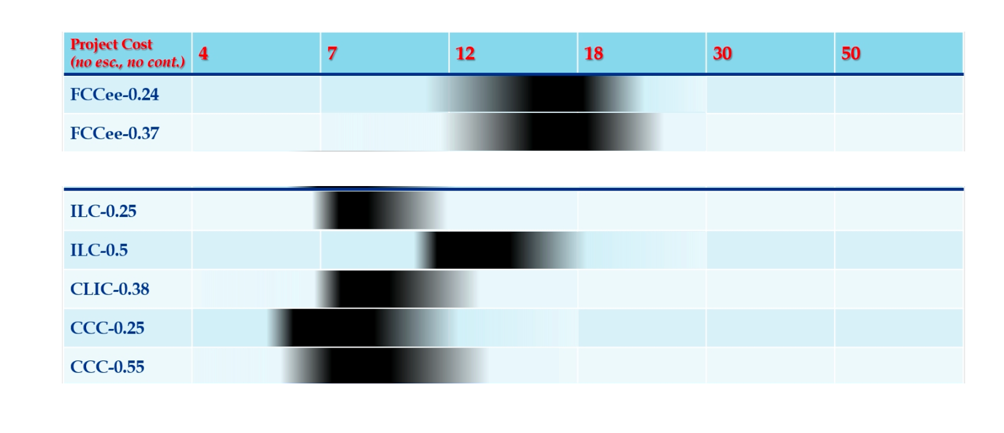 Project Cost
(no esc., no cont.) 4 7 12 18 30 50
FCCee-0.24
FCCee-0.37
ILC-0.25
ILC-0.5
CLIC-0.38
CCC-0.25
CCC-0.55